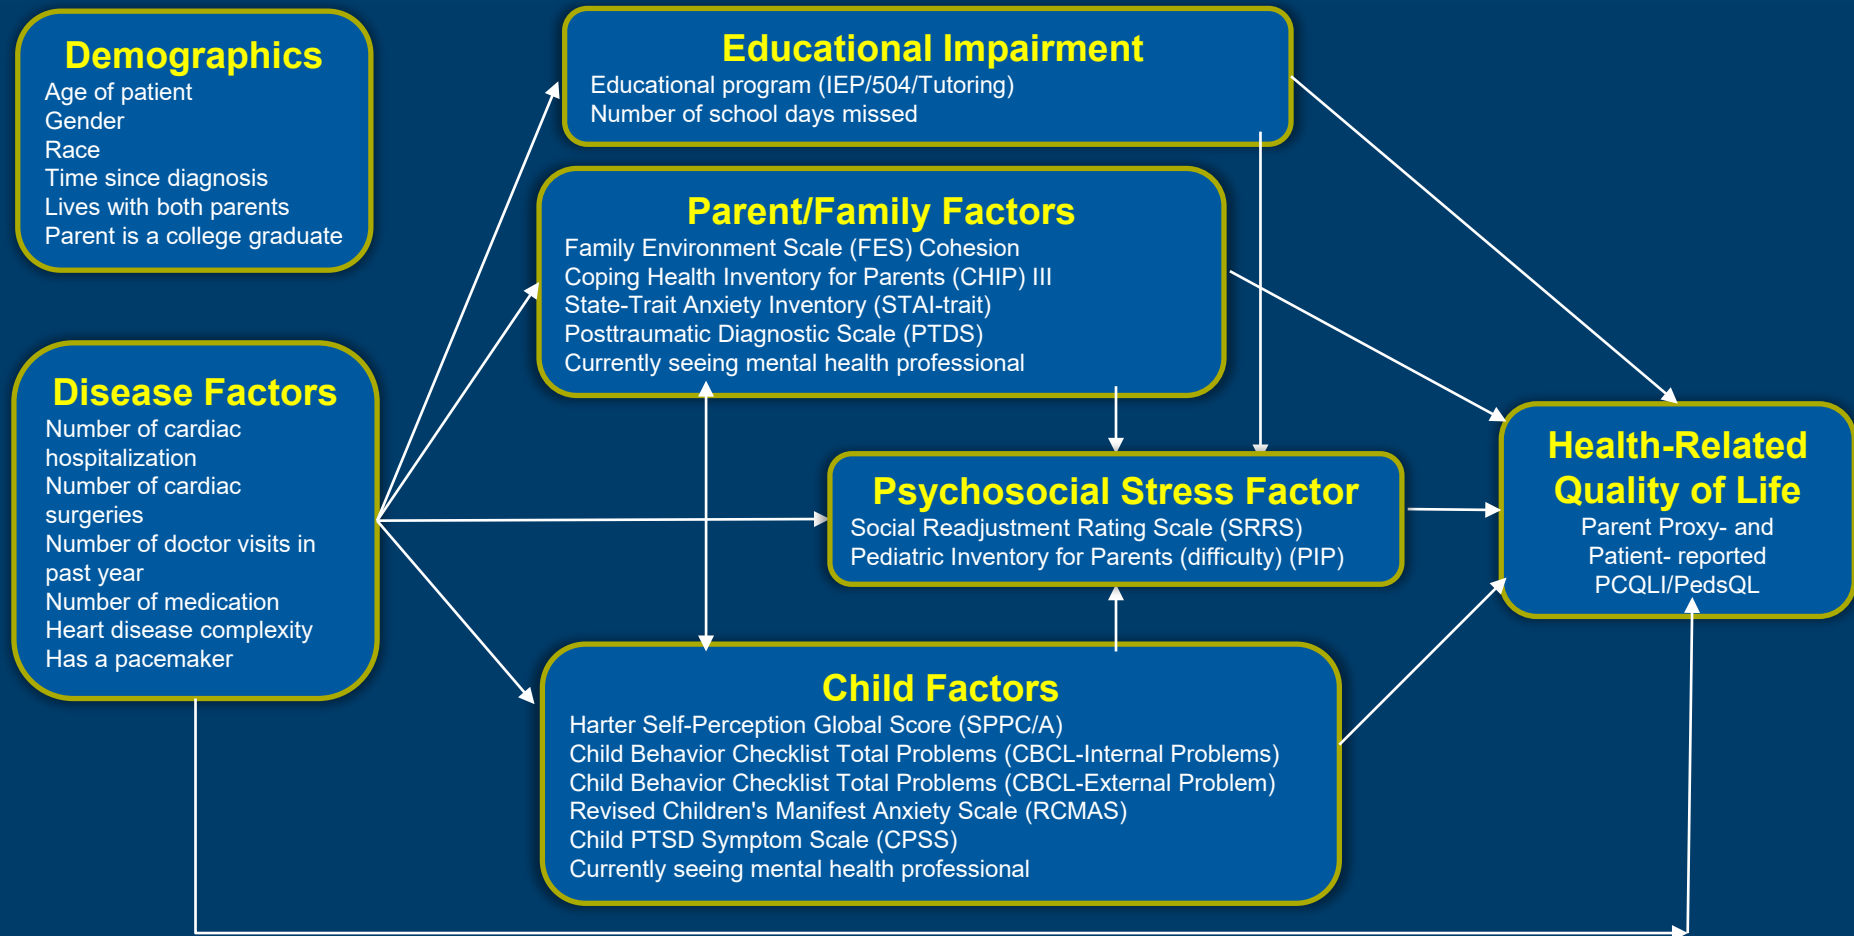 Demographics
Age of patient
Gender
Race
Time since diagnosis
Lives with both parents
Parent is a college graduate
Disease Factors
Number of cardiac
hospitalization
Number of cardiac
surgeries
Number of doctor visits in
past year
Number of medication
Heart disease complexity
Has a pacemaker
Educational Impairment
Educational program (IEP/504/Tutoring)
Number of school days missed
Parent/Family Factors
Family Environment Scale (FES) Cohesion
Coping Health Inventory for Parents (CHIP) III
State-Trait Anxiety Inventory (STAI-trait)
Posttraumatic Diagnostic Scale (PTDS)
Currently seeing mental health professional
Psychosocial Stress Factor
Social Readjustment Rating Scale (SRRS)
Pediatric Inventory for Parents (difficulty) (PIP)
Child Factors
Harter Self-Perception Global Score (SPPC/A)
Child Behavior Checklist Total Problems (CBCL-Internal Problems)
Child Behavior Checklist Total Problems (CBCL-External Problem)
Revised Children's Manifest Anxiety Scale (RCMAS)
Child PTSD Symptom Scale (CPSS)
Currently seeing mental health professional
Health-Related
Quality of Life
Parent Proxy- and
Patient- reported
PCQLI/PedsQL